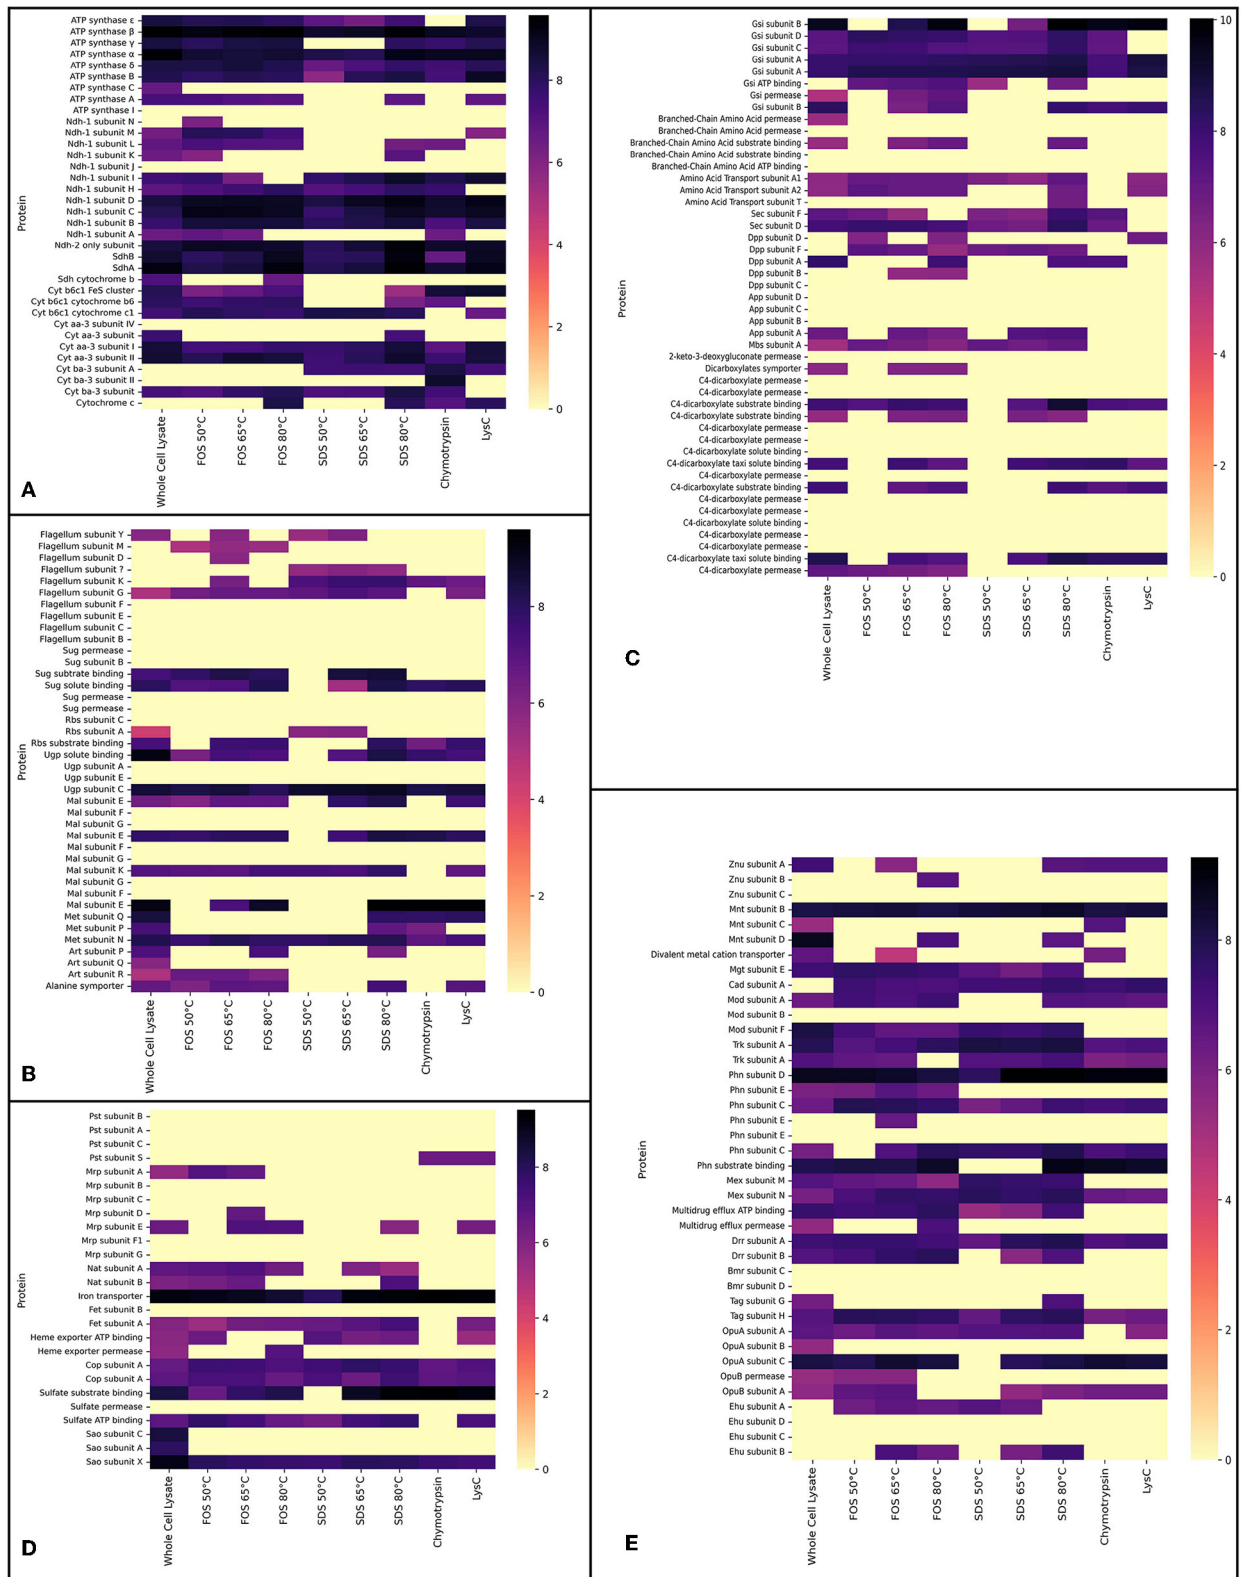 Protein
ATP synthase ε
ATP synthase β
ATP synthase γ
ATP synthase α
ATP synthase δ
ATP synthase B
ATP synthase C
ATP synthase A
ATP synthase I
Ndh-1 subunit N
Ndh-1 subunit M
Ndh-1 subunit L
Ndh-1 subunit K
Ndh-1 subunit J
Ndh-1 subunit I
Ndh-1 subunit H
Ndh-1 subunit D
Ndh-1 subunit C
Ndh-1 subunit B
Ndh-1 subunit A
Ndh-2 only subunit
SdhB
SdhA
Sdh cytochrome b
Cyt b6c1 FeS cluster
Cyt b6c1 cytochrome b6
Cyt b6c1 cytochrome c1
Cyt aa-3 subunit IV
Cyt aa-3 subunit
Cyt aa-3 subunit I
Cyt aa-3 subunit II
Cyt ba-3 subunit A
Cyt ba-3 subunit II
Cyt ba-3 subunit
Cytochrome c
Whole Cell Lysate
FOS 50°C
FOS 65°C
FOS 80°C
SDS 50°C
SDS 65°C
SDS 80°C
Chymotrypsin
LysC
8
6
4
2
0
A
Protein
Flagellum subunit Y
Flagellum subunit M
Flagellum subunit D
Flagellum subunit ?
Flagellum subunit K
Flagellum subunit G
Flagellum subunit F
Flagellum subunit E
Flagellum subunit C
Flagellum subunit B
Sug permease
Sug subunit B
Sug subtrate binding
Sug solute binding
Sug permease
Sug permease
Rbs subunit C
Rbs subunit A
Rbs substrate binding
Ugp solute binding
Ugp subunit A
Ugp subunit E
Ugp subunit C
Mal subunit E
Mal subunit F
Mal subunit G
Mal subunit E
Mal subunit F
Mal subunit G
Mal subunit K
Mal subunit G
Mal subunit F
Mal subunit E
Met subunit Q
Met subunit P
Met subunit N
Art subunit P
Art subunit Q
Art subunit R
Alanine symporter
Whole Cell Lysate
FOS 50°C
FOS 65°C
FOS 80°C
SDS 50°C
SDS 65°C
SDS 80°C
Chymotrypsin
LysC
8
6
4
2
0
B
Protein
Pst subunit B
Pst subunit A
Pst subunit C
Pst subunit S
Mrp subunit A
Mrp subunit B
Mrp subunit C
Mrp subunit D
Mrp subunit E
Mrp subunit F1
Mrp subunit G
Nat subunit A
Nat subunit B
Iron transporter
Fet subunit B
Fet subunit A
Heme exporter ATP binding
Heme exporter permease
Cop subunit A
Cop subunit A
Sulfate substrate binding
Sulfate permease
Sulfate ATP binding
Sao subunit C
Sao subunit A
Sao subunit X
Whole Cell Lysate
FOS 50°C
FOS 65°C
FOS 80°C
SDS 50°C
SDS 65°C
SDS 80°C
Chymotrypsin
LysC
8
6
4
2
0
D
Protein
Gsi subunit B
Gsi subunit D
Gsi subunit C
Gsi subunit A
Gsi subunit A
Gsi ATP binding
Gsi permease
Gsi subunit B
Branched-Chain Amino Acid permease
Branched-Chain Amino Acid permease
Branched-Chain Amino Acid substrate binding
Branched-Chain Amino Acid substrate binding
Branched-Chain Amino Acid ATP binding
Amino Acid Transport subunit A1
Amino Acid Transport subunit A2
Amino Acid Transport subunit T
Sec subunit F
Sec subunit D
Dpp subunit D
Dpp subunit F
Dpp subunit A
Dpp subunit B
Dpp subunit C
App subunit D
App subunit C
App subunit B
App subunit A
Mbs subunit A
2-keto-3-deoxygluconate permease
Dicarboxylates symporter
C4-dicarboxylate permease
C4-dicarboxylate permease
C4-dicarboxylate substrate binding
C4-dicarboxylate substrate binding
C4-dicarboxylate permease
C4-dicarboxylate permease
C4-dicarboxylate solute binding
C4-dicarboxylate taxi solute binding
C4-dicarboxylate permease
C4-dicarboxylate substrate binding
C4-dicarboxylate permease
C4-dicarboxylate permease
C4-dicarboxylate solute binding
C4-dicarboxylate permease
C4-dicarboxylate permease
C4-dicarboxylate taxi solute binding
C4-dicarboxylate permease
Whole Cell Lysate
FOS 50°C
FOS 65°C
FOS 80°C
SDS 50°C
SDS 65°C
SDS 80°C
Chymotrypsin
LysC
10
8
6
4
2
0
C
Protein
Znu subunit A
Znu subunit B
Znu subunit C
Mnt subunit B
Mnt subunit C
Mnt subunit D
Divalent metal cation transporter
Mgt subunit E
Cad subunit A
Mod subunit A
Mod subunit B
Mod subunit F
Trk subunit A
Trk subunit A
Phn subunit D
Phn subunit E
Phn subunit C
Phn subunit E
Phn subunit E
Phn subunit C
Phn substrate binding
Mex subunit M
Mex subunit N
Multidrug efflux ATP binding
Multidrug efflux permease
Drr subunit A
Drr subunit B
Bmr subunit C
Bmr subunit D
Tag subunit G
Tag subunit H
OpuA subunit A
OpuA subunit B
OpuA subunit C
OpuB permease
OpuB subunit A
Ehu subunit A
Ehu subunit D
Ehu subunit C
Ehu subunit B
Whole Cell Lysate
FOS 50°C
FOS 65°C
FOS 80°C
SDS 50°C
SDS 65°C
SDS 80°C
Chymotrypsin
LysC
8
6
4
2
0
E